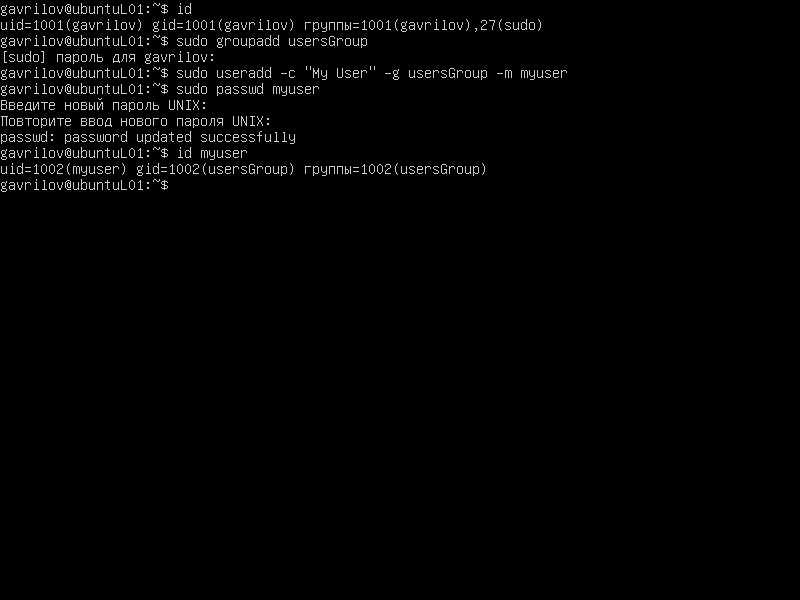 gavrilov@ubuntuL01:~$ id
uid=1001(gavrilov) gid=1001(gavrilov) группы=1001(gavrilov),27(sudo)
gavrilov@ubuntuL01:~$ sudo groupadd usersGroup
[sudo] пароль для gavrilov:
gavrilov@ubuntuL01:~$ sudo useradd -c "My User" -g usersGroup -m myuser
gavrilov@ubuntuL01:~$ sudo passwd myuser
Введите новый пароль UNIX:
Повторите ввод нового пароля UNIX:
passwd: password updated successfully
gavrilov@ubuntuL01:~$ id myuser
uid=1002(myuser) gid=1002(usersGroup) группы=1002(usersGroup)
gavrilov@ubuntuL01:~$